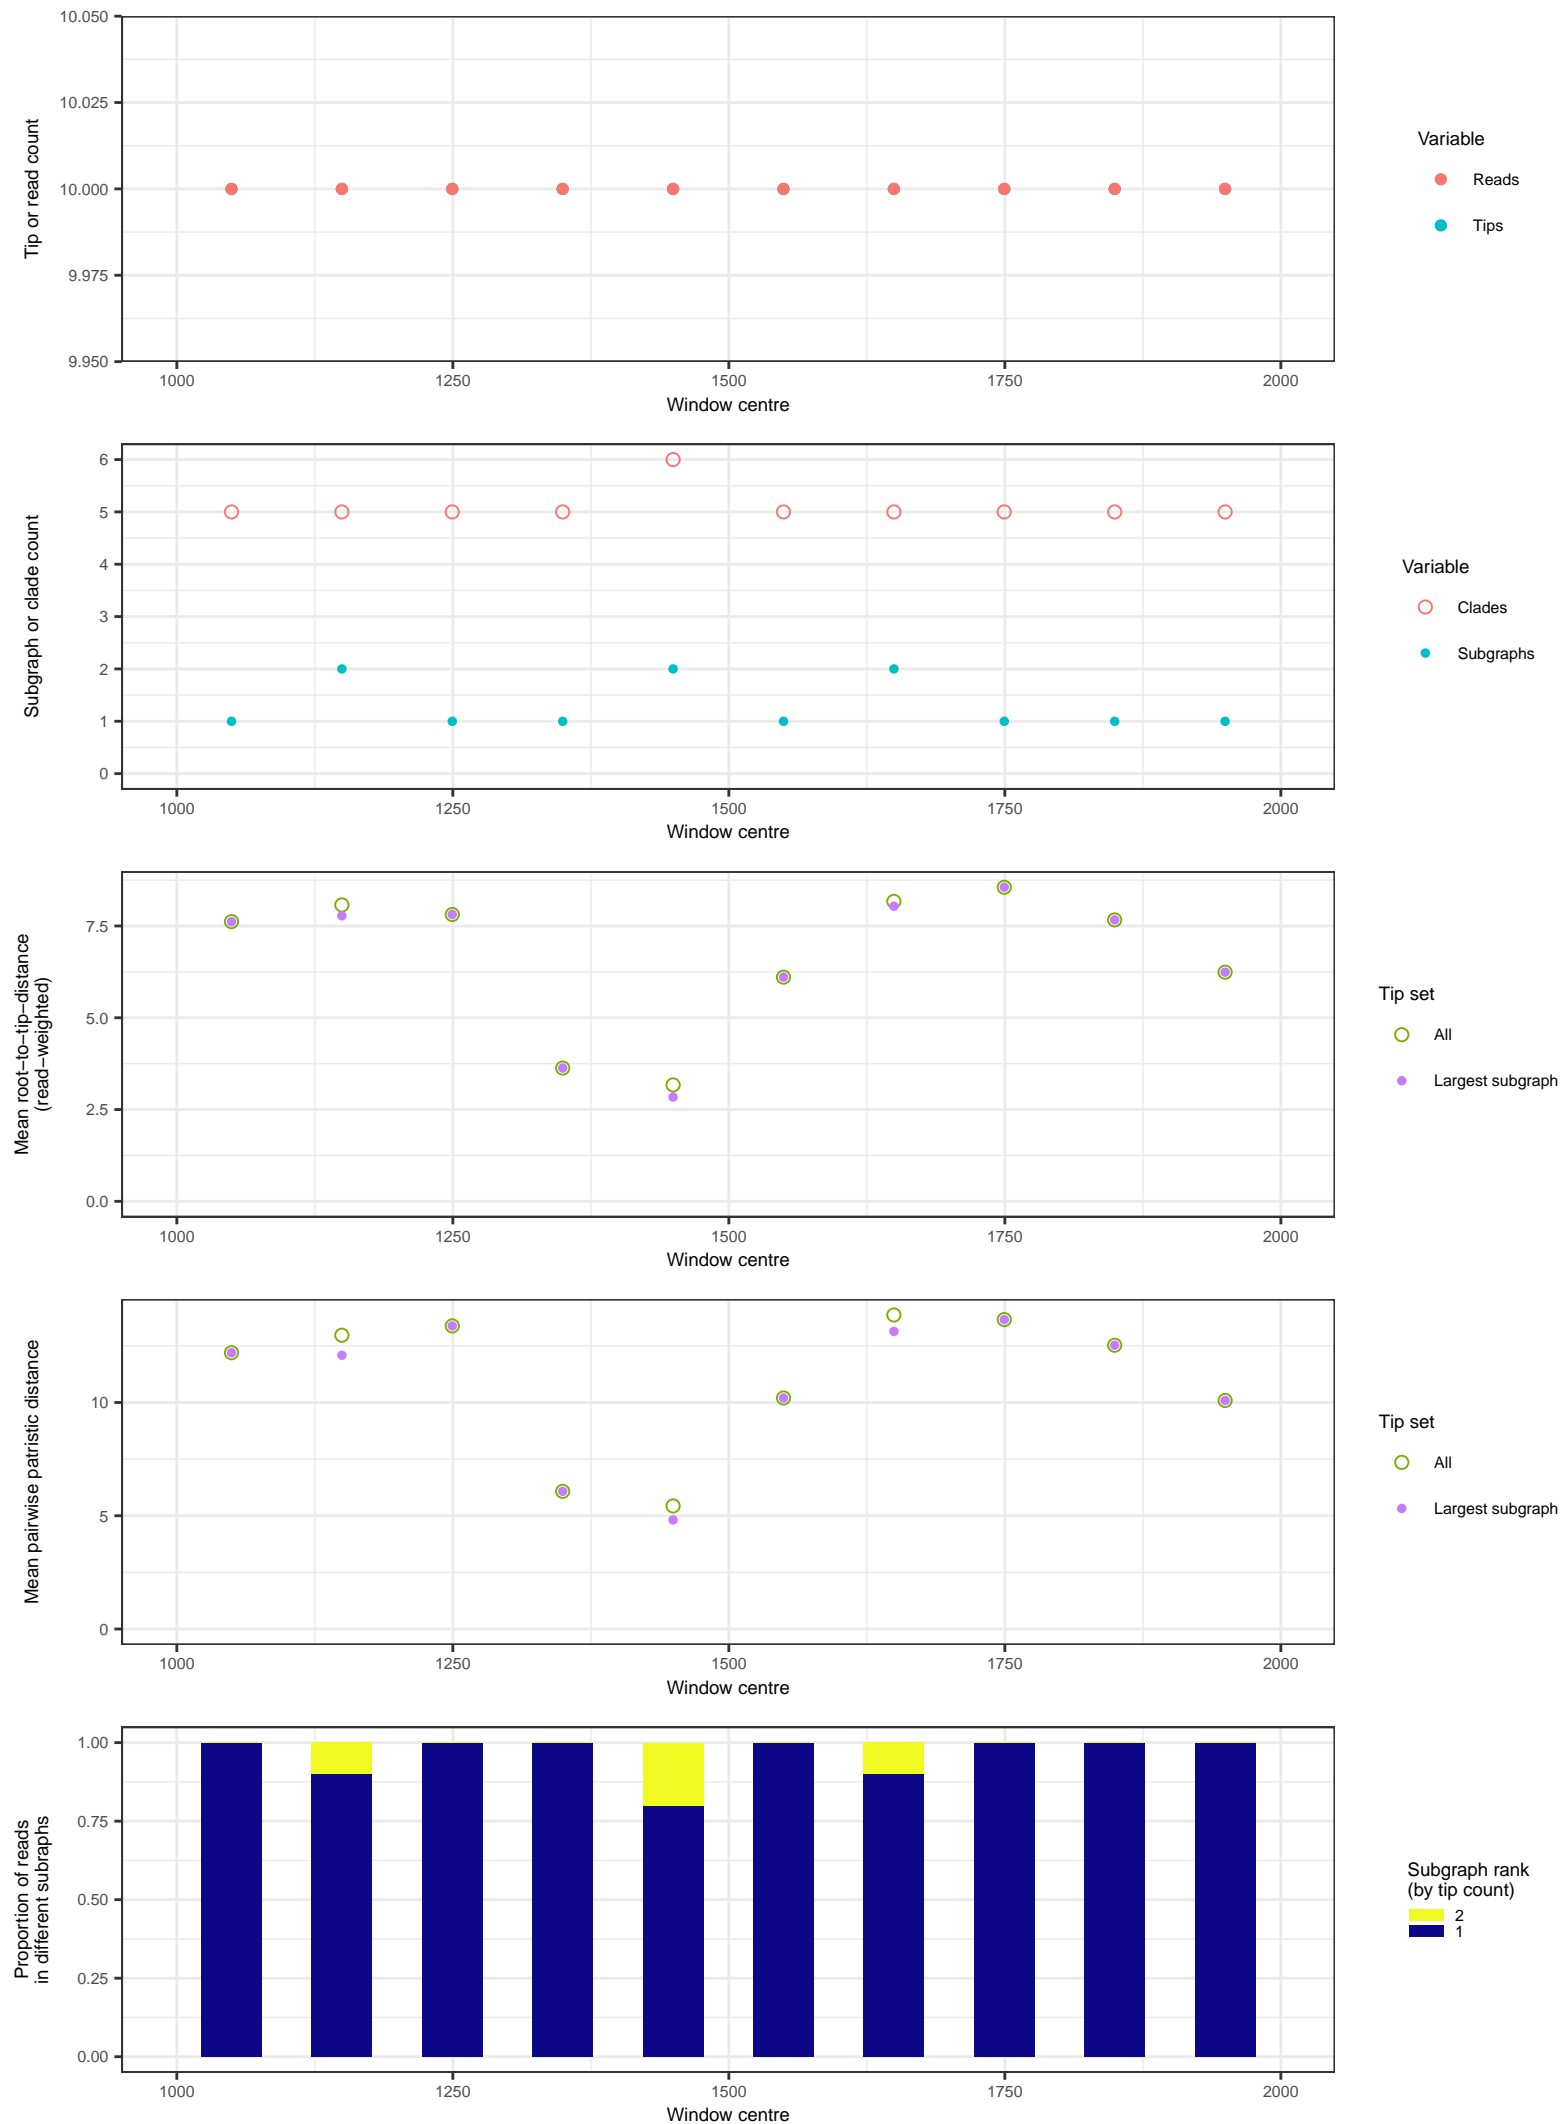 10.050
10.025
10.000
9.975
9.950
Tip or read count
1000 1250 1500 1750 2000
Window centre
Variable
Reads
Tips
6
5
4
3
2
1
0
Subgraph or clade count
1000 1250 1500 1750 2000
Window centre
Variable
Clades
Subgraphs
7.5
5.0
2.5
0.0
Mean root−to−tip−distance
(read−weighted)
1000 1250 1500 1750 2000
Window centre
Tip set
All
Largest subgraph
10
5
0
Mean pairwise patristic distance
1000 1250 1500 1750 2000
Window centre
Tip set
All
Largest subgraph
1.00
0.75
0.50
0.25
0.00
Proportion of reads
in different subraphs
1000 1250 1500 1750 2000
Window centre
Subgraph rank
(by tip count)
2
1